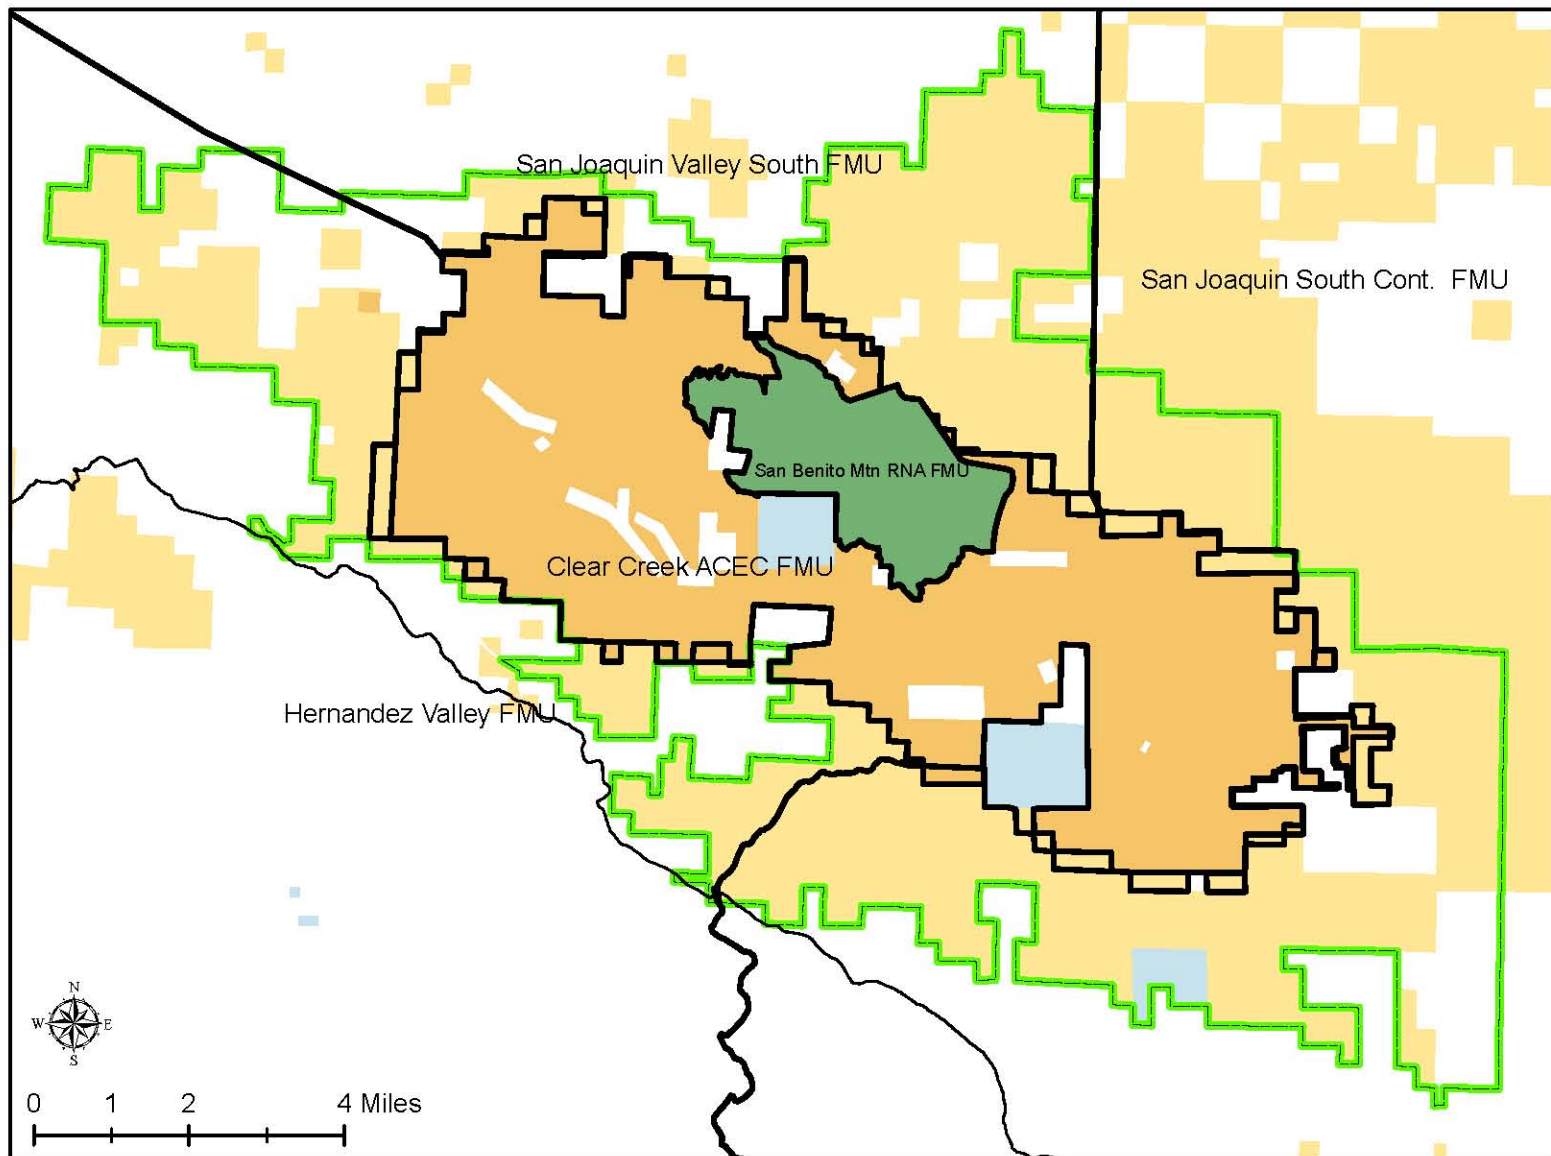 San Joaquin Valley South FMU
San Joaquin South Cont. FMU
San Benito Mtn RNA FMU
Clear Creek ACEC FMU
Hernandez Valley FMU
N
W E
S
0 1 2 4 Miles